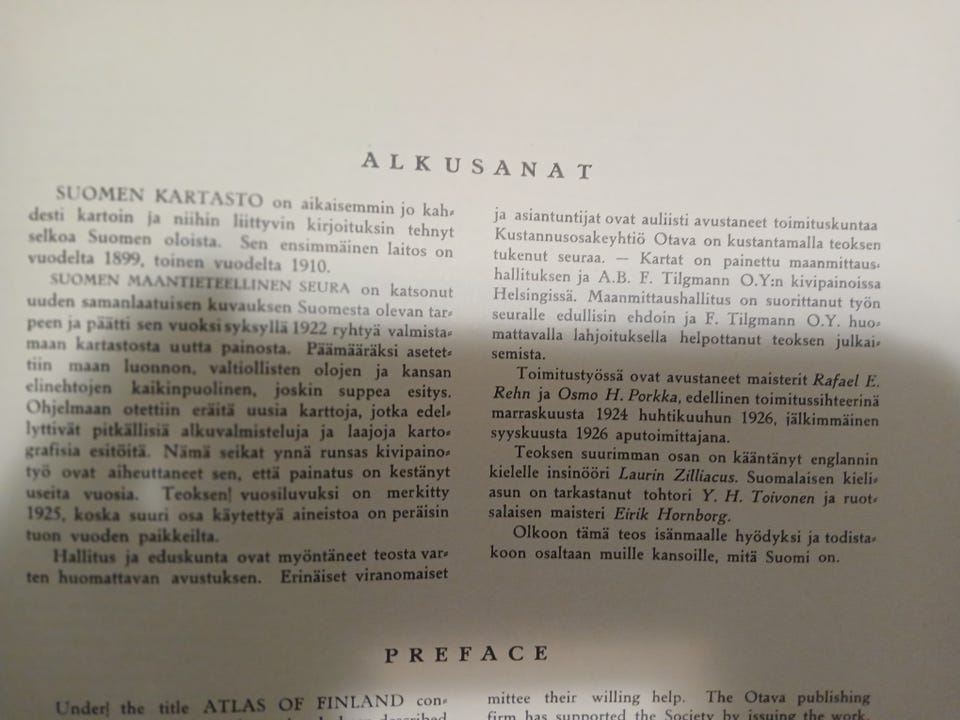 ALKUSANAT
SUOMEN KARTASTO on aikaisemmin jo kah-
desti kartoin ja niihin liittyvin kirjoituksin tehnyt
selkoa Suomen oloista. Sen ensimmäinen laitos on
vuodelta 1899, toinen vuodelta 1910.
SUOMEN MAANTIETEELLINEN SEURA on katsonut
uuden samanlaatuisen kuvauksen Suomesta olevan tar-
peen ja päätti sen vuoksi syksyllä 1922 ryhtyä valmista-
maan kartastosta uutta painosta. Päämääräksi asetet-
tiin maan luonnon, valtiollisten olojen ja kansan
elinehtojen kaikinpuolinen, joskin suppea esitys.
Ohjelmaan otettiin eräitä uusia karttoja, jotka edel-
lyttivät pitkällisiä alkuvalmisteluja ja laajoja karto-
grafisia esitöitä. Nämä seikat ynnä runsas kivipaino-
työ ovat aiheuttaneet sen, että painatus on kestänyt
useita vuosia. Teoksen vuosiluvuksi on merkitty
1925, koska suuri osa käytettyä aineistoa on peräisin
tuon vuoden paikkeilta.
Hallitus ja eduskunta ovat myöntäneet teosta var-
ten huomattavan avustuksen. Erinäiset viranomaiset
ja asiantuntijat ovat auliisti avustaneet toimituskuntaa
Kustannusosakeyhtiö Otava on kustantamalla teoksen
tukenut seuraa. — Kartat on painettu maanmittaus-
hallituksen ja A.B. F. Tilgmann O.Y:n kivipainoissa
Helsingissä. Maanmittaushallitus on suorittanut työn
seuralle edullisin ehdoin ja F. Tilgmann O.Y. huo-
mattavalla lahjoituksella helpottanut teoksen julkai-
semista.
Toimitustyössä ovat avustaneet maisterit Rafael E.
Rehn ja Osmo H. Porkka, edellinen toimitussihteerinä
marraskuusta 1924 huhtikuuhun 1926, jälkimmäinen
syyskuusta 1926 aputoimittajana.
Teoksen suurimman osan on kääntänyt englannin
kielelle insinööri Laurin Zilliacus. Suomalaisen kieli-
asun on tarkastanut tohtori Y. H. Toivonen ja ruot-
salaisen maisteri Eirik Hornborg.
Olkoon tämä teos isänmaalle hyödyksi ja todista-
koon osaltaan muille kansoille, mitä Suomi on.
PREFACE
Under the title ATLAS OF FINLAND con-
described
mittee their willing help. The Otava publishing
firm has supported the Society by issuing the work.